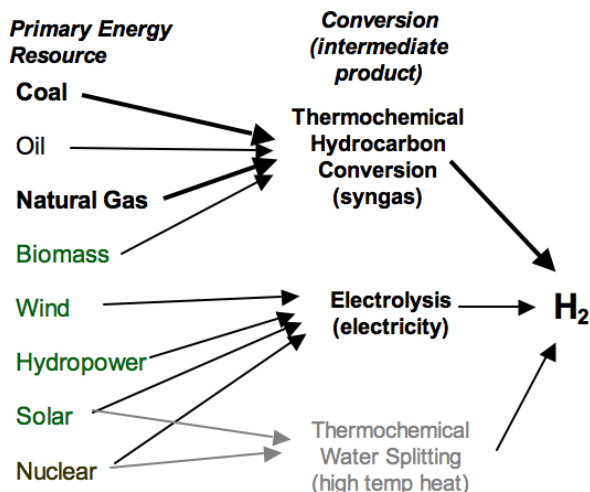 Primary Energy
Resource
Conversion
(intermediate
product)
Coal
Oil
Natural Gas
Biomass
Wind
Hydropower
Solar
Nuclear
Thermochemical
Hydrocarbon
Conversion
(syngas)
Electrolysis
(electricity)
Thermochemical
Water Splitting
(high temp heat)
H₂